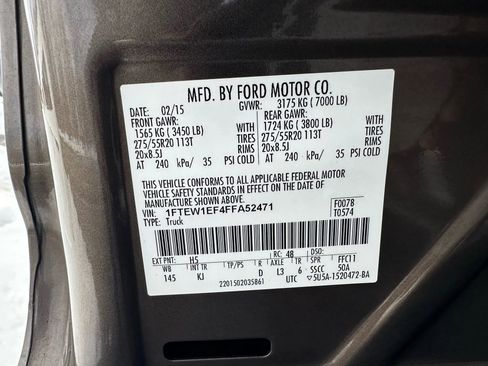 MFD. BY FORD MOTOR CO.
DATE: 02/15 GVWR: 3175 KG ( 7000 LB)
FRONT GAWR: REAR GAWR:
1565 KG ( 3450 LB) WITH 1724 KG ( 3800 LB) WITH
275/55R20 113T TIRES 275/55R20 113T TIRES
20x8.5J RIMS 20x8.5J RIMS
AT 240 kPa/ 35 PSI COLD AT 240 kPa/ 35 PSI COLD
THIS VEHICLE CONFORMS TO ALL APPLICABLE FEDERAL MOTOR
VEHICLE SAFETY STANDARDS IN EFFECT ON THE DATE OF
MANUFACTURE SHOWN ABOVE.
VIN: 1FTEW1EF4FFA52471 F0078
TYPE: Truck T0574
EXT PNT: H5 RC: 48 DSO:
WB INT TR TP/PS R AXLE TR SPR FFC11
145 KJ D L3 6 SSCC 50A
2201502035861 UTC ▽5U5A-1520472-BA